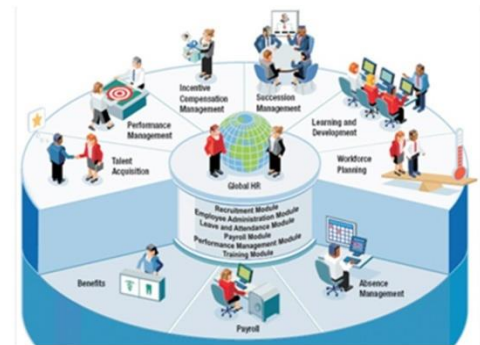 Incentive
Compensation
Management
Succession
Management
Performance
Management
Learning and
Development
Talent
Acquisition
Workforce
Planning
Global HR
Recruitment Module
Employee Administration Module
Leave and Attendance Module
Payroll Module
Performance Management Module
Training Module
Benefits
Absence
Management
Payroll